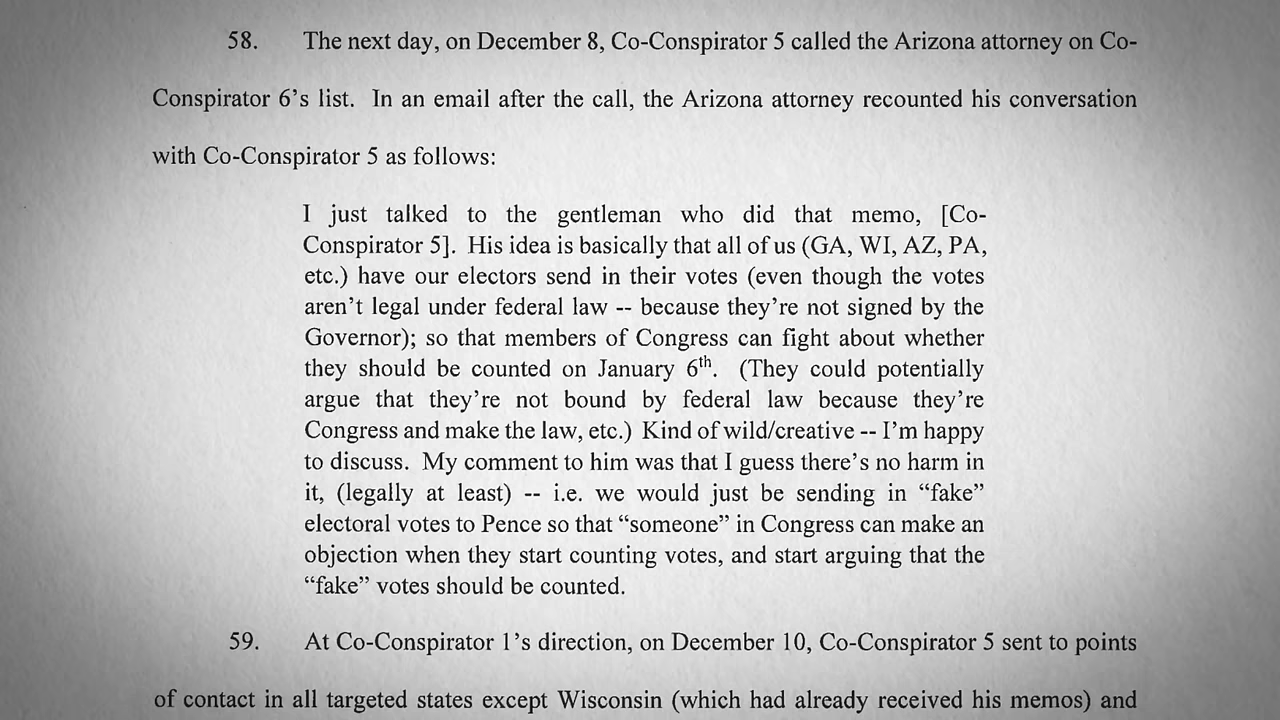 58. The next day, on December 8, Co-Conspirator 5 called the Arizona attorney on Co-
Conspirator 6’s list. In an email after the call, the Arizona attorney recounted his conversation
with Co-Conspirator 5 as follows:
I just talked to the gentleman who did that memo, [Co-
Conspirator 5]. His idea is basically that all of us (GA, WI, AZ, PA,
etc.) have our electors send in their votes (even though the votes
aren’t legal under federal law -- because they’re not signed by the
Governor); so that members of Congress can fight about whether
they should be counted on January 6th. (They could potentially
argue that they’re not bound by federal law because they’re
Congress and make the law, etc.) Kind of wild/creative -- I’m happy
to discuss. My comment to him was that I guess there’s no harm in
it, (legally at least) -- i.e. we would just be sending in “fake”
electoral votes to Pence so that “someone” in Congress can make an
objection when they start counting votes, and start arguing that the
“fake” votes should be counted.
59. At Co-Conspirator 1’s direction, on December 10, Co-Conspirator 5 sent to points
of contact in all targeted states except Wisconsin (which had already received his memos) and